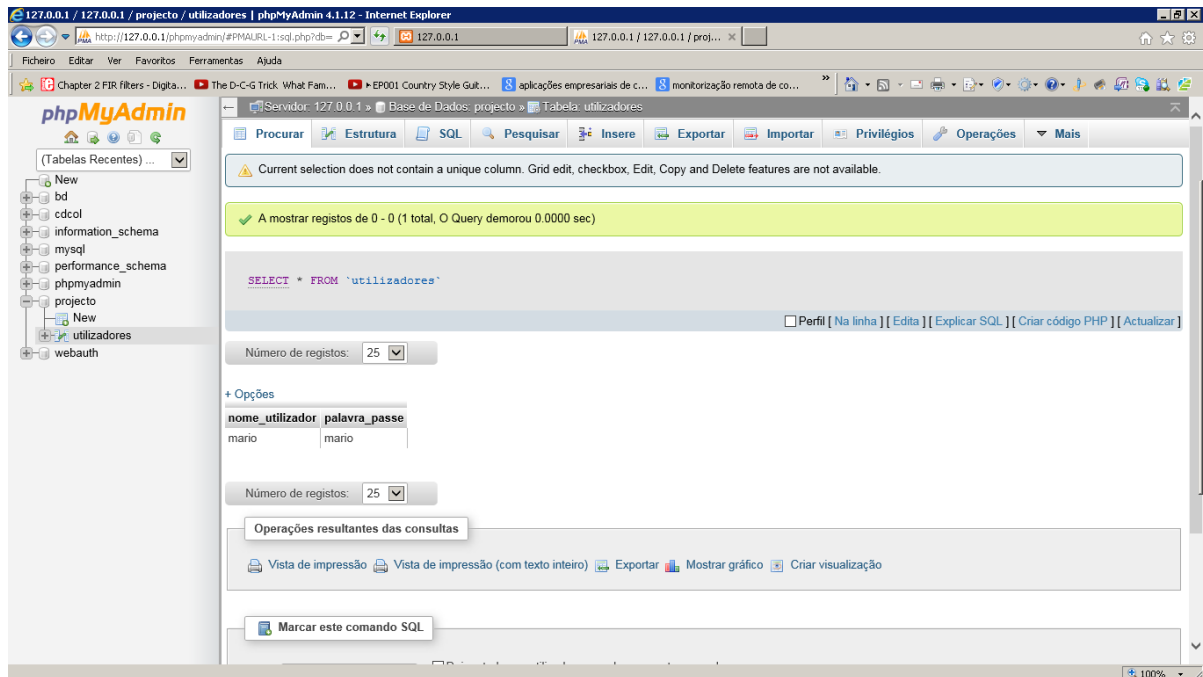 127.0.0.1 / 127.0.0.1 / projecto / utilizadores | phpMyAdmin 4.1.12 - Internet Explorer
http://127.0.0.1/phpmyadmin/#PMAURL-1:sql.php?db=
127.0.0.1
127.0.0.1 / 127.0.0.1 / proj...
Ficheiro Editar Ver Favoritos Ferramentas Ajuda
Chapter 2 FIR filters - Digita...
The D-C-G Trick What Fam...
EP001 Country Style Guit...
aplicações empresariais de c...
monitorização remota de co...
»
phpMyAdmin
(Tabelas Recentes) ...
New
bd
cdcol
information_schema
mysql
performance_schema
phpmyadmin
projecto
New
utilizadores
webauth
Servidor: 127.0.0.1 » Base de Dados: projecto » Tabela: utilizadores
Procurar Estrutura SQL Pesquisar Insere Exportar Importar Privilégios Operações Mais
Current selection does not contain a unique column. Grid edit, checkbox, Edit, Copy and Delete features are not available.
A mostrar registos de 0 - 0 (1 total, O Query demorou 0.0000 sec)
SELECT * FROM `utilizadores`
Perfil [ Na linha ] [ Edita ] [ Explicar SQL ] [ Criar código PHP ] [ Actualizar ]
Número de registos: 25
+ Opções
nome_utilizador palavra_passe
mario mario
Número de registos: 25
Operações resultantes das consultas
Vista de impressão Vista de impressão (com texto inteiro) Exportar Mostrar gráfico Criar visualização
Marcar este comando SQL
100%